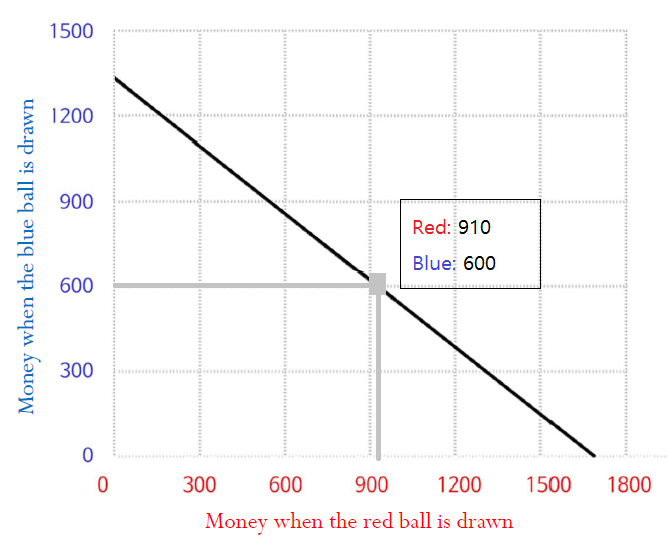 1500
1200
900
600
300
0
Money when the blue ball is drawn
Red: 910
Blue: 600
0 300 600 900 1200 1500 1800
Money when the red ball is drawn